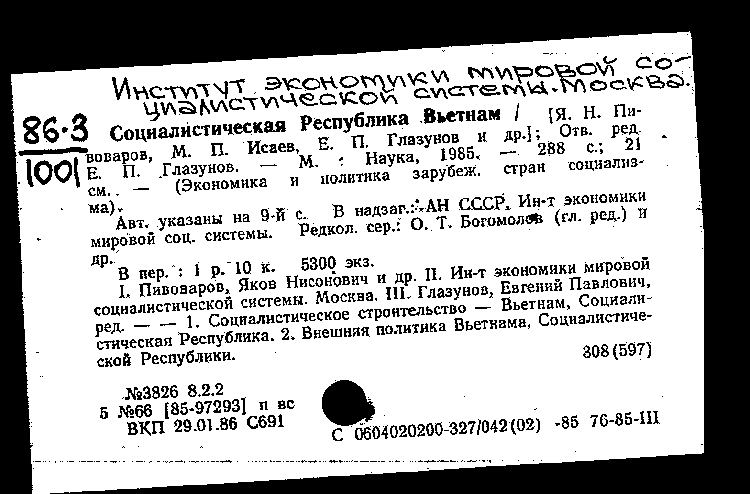 Институт экономики мировой со-
циалистической системы. Москва.
86-3
1001
Социалистическая Республика Вьетнам / [Я. Н. Пи-
воваров, М. П. Исаев, Е. П. Глазунов и др.]; Отв. ред.
Е. П. Глазунов. — М. : Наука, 1985. — 288 с.; 21
см. — (Экономика и политика зарубеж. стран социализ-
ма).
Авт. указаны на 9-й с. В надзаг.: АН СССР, Ин-т экономики
мировой соц. системы. Редкол. сер.: О. Т. Богомолов (гл. ред.) и
др.
В пер. : 1 р. 10 к. 5300 экз.
I. Пивоваров, Яков Нисонович и др. II. Ин-т экономики мировой
социалистической системы. Москва. III. Глазунов, Евгений Павлович,
ред. — — 1. Социалистическое строительство — Вьетнам, Социали-
стическая Республика. 2. Внешняя политика Вьетнама, Социалистиче-
ской Республики.
308(597)
№3826 8.2.2
5 №66 [85-97293] п вс
ВКП 29.01.86 С691
С 0604020200-327/042(02) -85 76-85-III